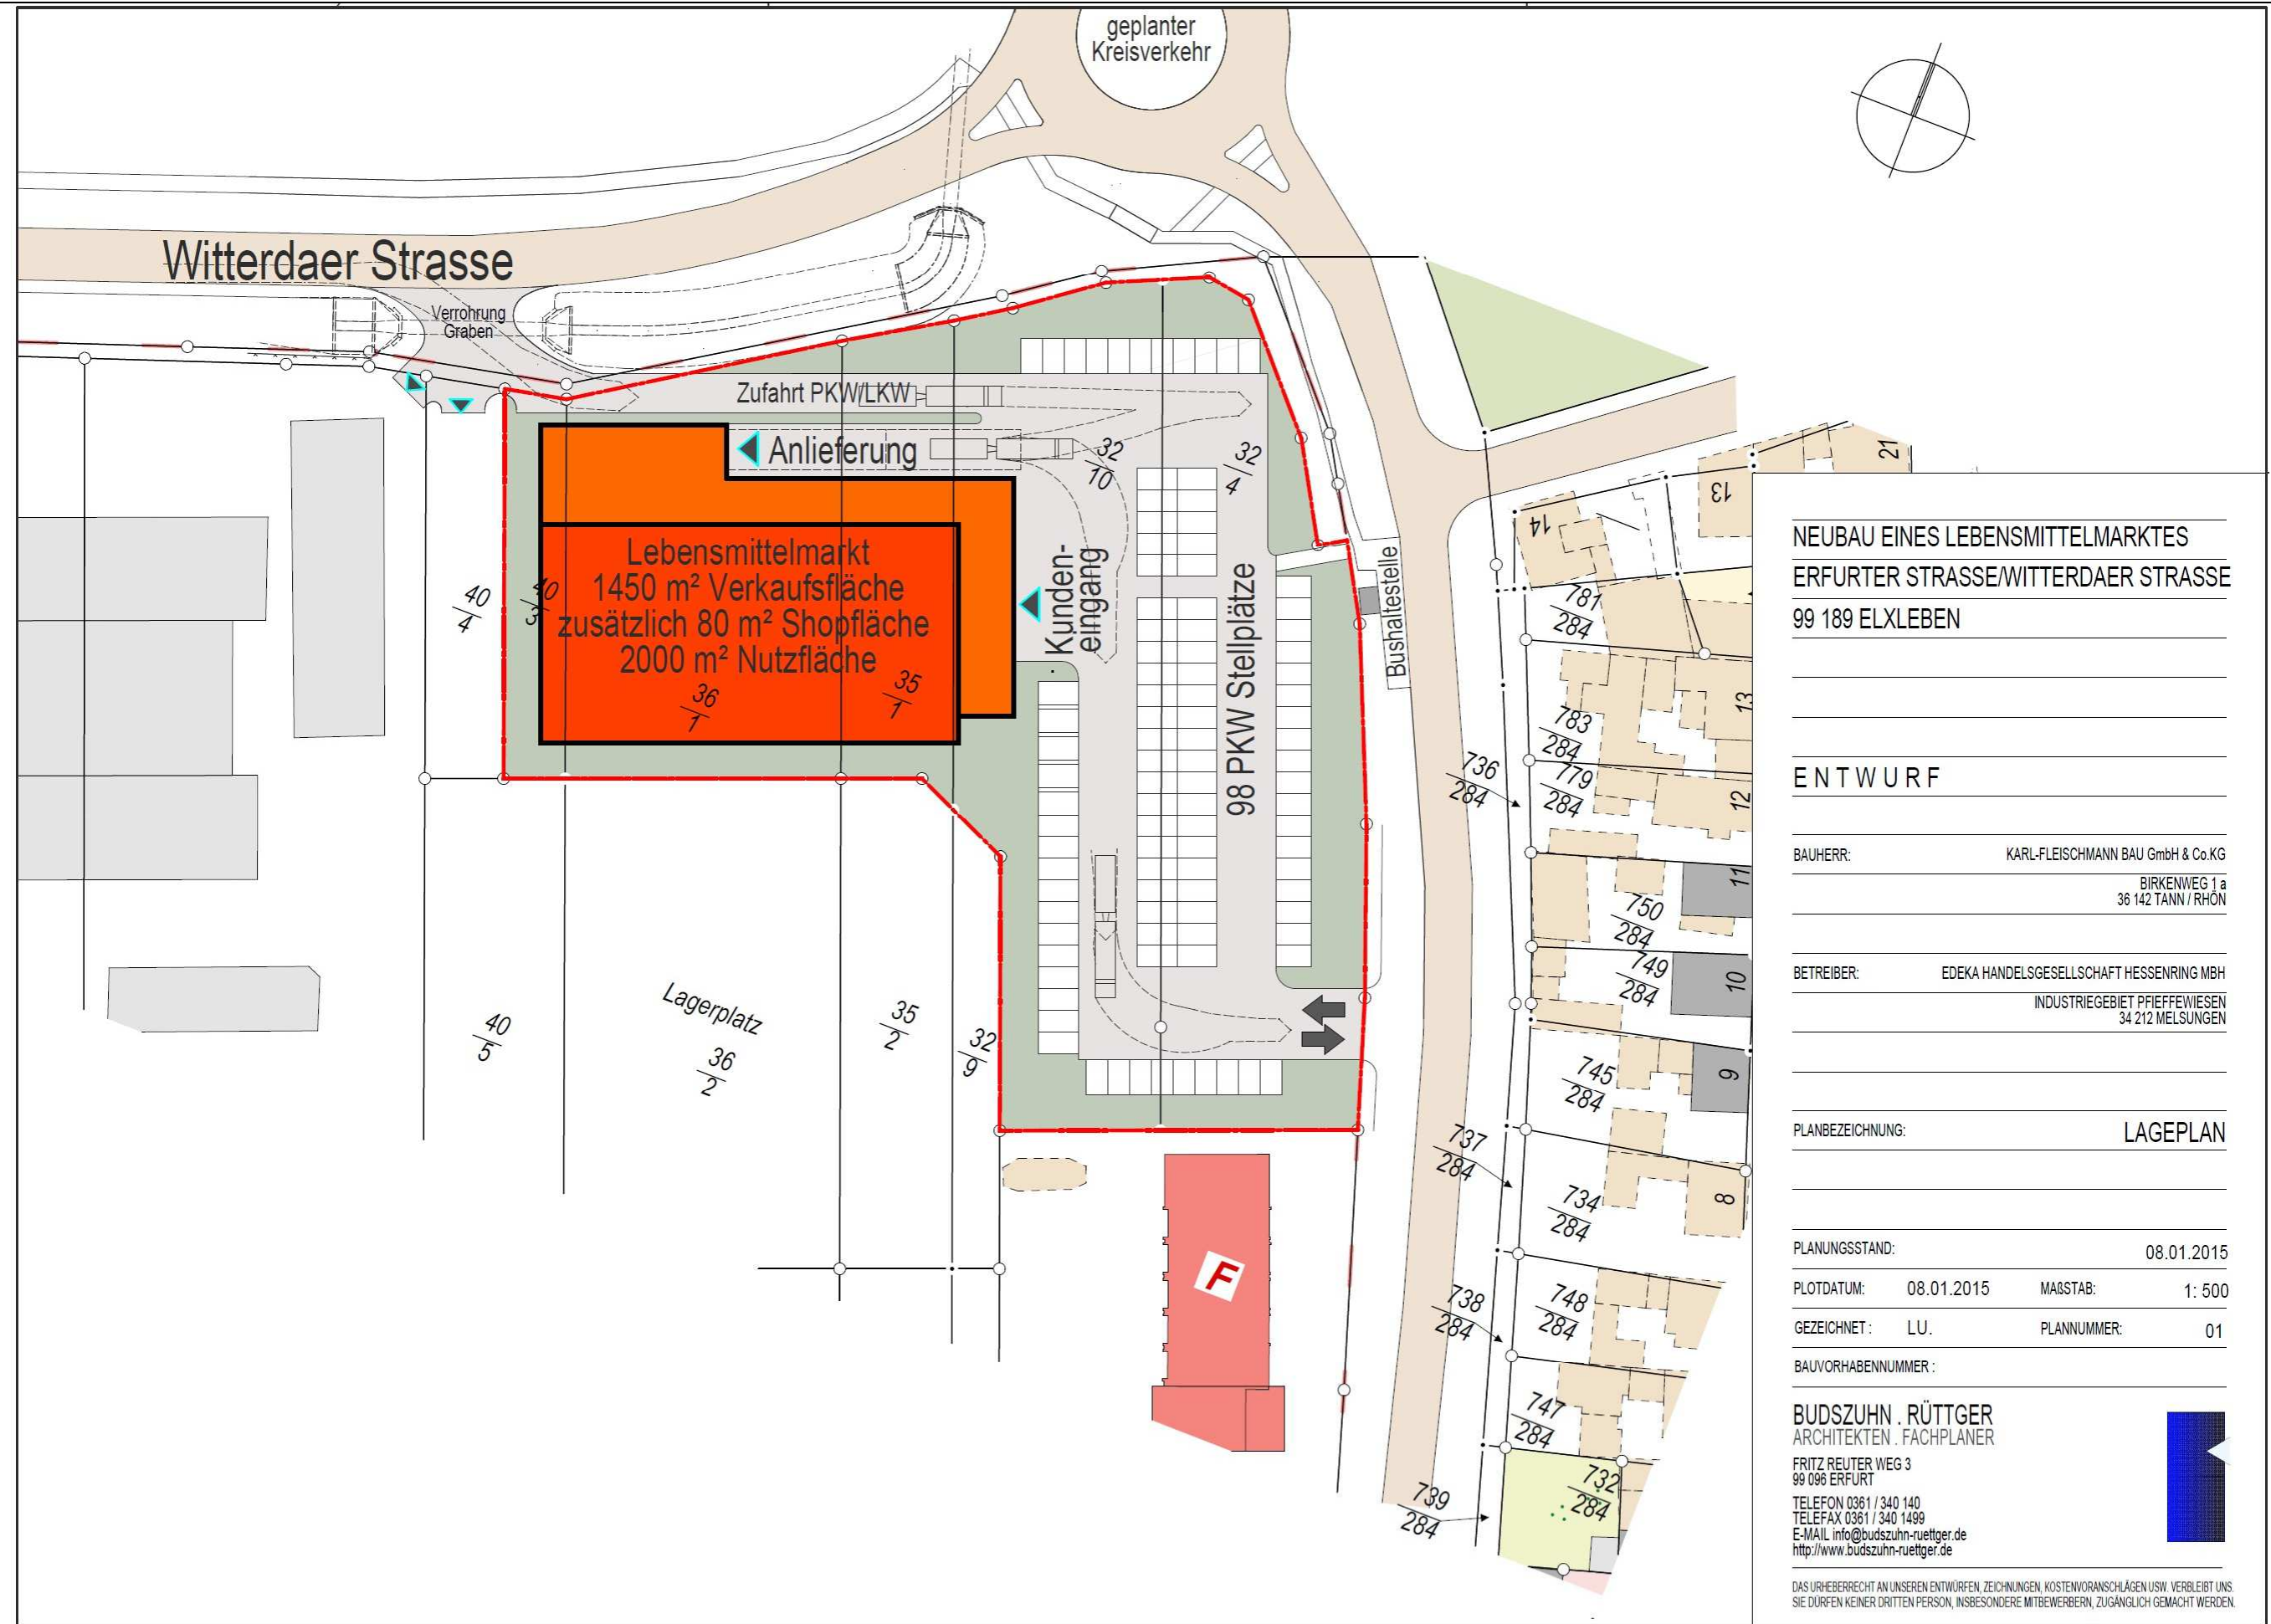 geplanter
Kreisverkehr
Witterdaer Strasse
Verrohrung
Graben
Zufahrt PKW/LKW
Anlieferung
32
10
32
4
Lebensmittelmarkt
1450 m² Verkaufsfläche
zusätzlich 80 m² Shopfläche
2000 m² Nutzfläche
36
1
35
1
40
4
40
3
Kunden-
eingang
98 PKW Stellplätze
Bushaltestelle
40
5
Lagerplatz
36
2
35
2
32
9
F
21
13
14
781
284
13
783
284
779
284
12
736
284
11
750
284
749
284
10
745
284
9
737
284
734
284
8
738
284
748
284
747
284
739
284
732
284
NEUBAU EINES LEBENSMITTELMARKTES
ERFURTER STRASSE/WITTERDAER STRASSE
99 189 ELXLEBEN
ENTWURF
BAUHERR: KARL-FLEISCHMANN BAU GmbH & Co.KG
BIRKENWEG 1 a
36 142 TANN / RHÖN
BETREIBER: EDEKA HANDELSGESELLSCHAFT HESSENRING MBH
INDUSTRIEGEBIET PFIEFFEWIESEN
34 212 MELSUNGEN
PLANBEZEICHNUNG: LAGEPLAN
PLANUNGSSTAND: 08.01.2015
PLOTDATUM: 08.01.2015 MAßSTAB: 1: 500
GEZEICHNET : LU. PLANNUMMER: 01
BAUVORHABENNUMMER :
BUDSZUHN . RÜTTGER
ARCHITEKTEN . FACHPLANER
FRITZ REUTER WEG 3
99 096 ERFURT
TELEFON 0361 / 340 140
TELEFAX 0361 / 340 1499
E-MAIL info@budszuhn-ruettger.de
http://www.budszuhn-ruettger.de
DAS URHEBERRECHT AN UNSEREN ENTWÜRFEN, ZEICHNUNGEN, KOSTENVORANSCHLÄGEN USW. VERBLEIBT UNS.
SIE DÜRFEN KEINER DRITTEN PERSON, INSBESONDERE MITBEWERBERN, ZUGÄNGLICH GEMACHT WERDEN.